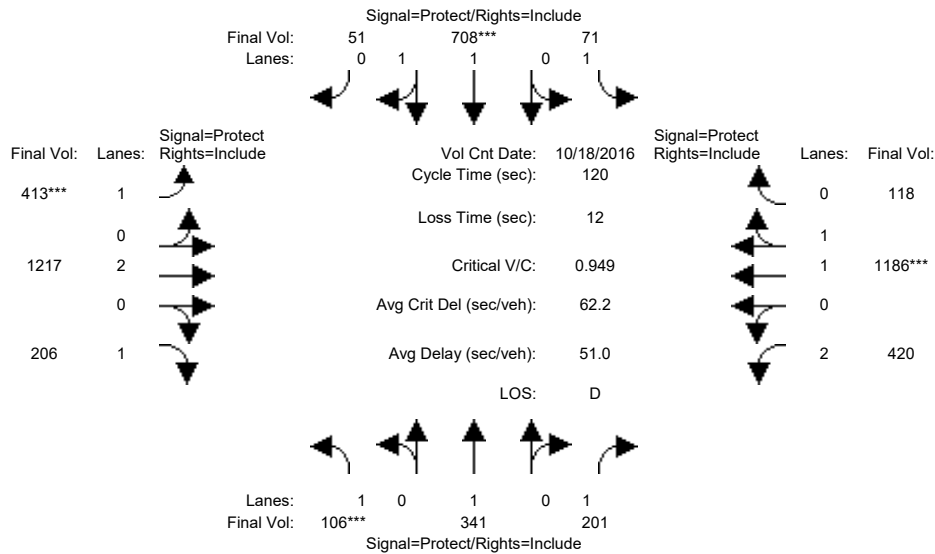 Signal=Protect/Rights=Include
Final Vol: 51 708*** 71
Lanes: 0 1 1 0 1
Signal=Protect
Final Vol: Lanes: Rights=Include
Vol Cnt Date: 10/18/2016
Signal=Protect
Rights=Include Lanes: Final Vol:
Cycle Time (sec): 120
413*** 1
0 118
Loss Time (sec): 12
0
1
1217 2
Critical V/C: 0.949
1 1186***
0
Avg Crit Del (sec/veh): 62.2
0
206 1
Avg Delay (sec/veh): 51.0
2 420
LOS: D
Lanes: 1 0 1 0 1
Final Vol: 106*** 341 201
Signal=Protect/Rights=Include